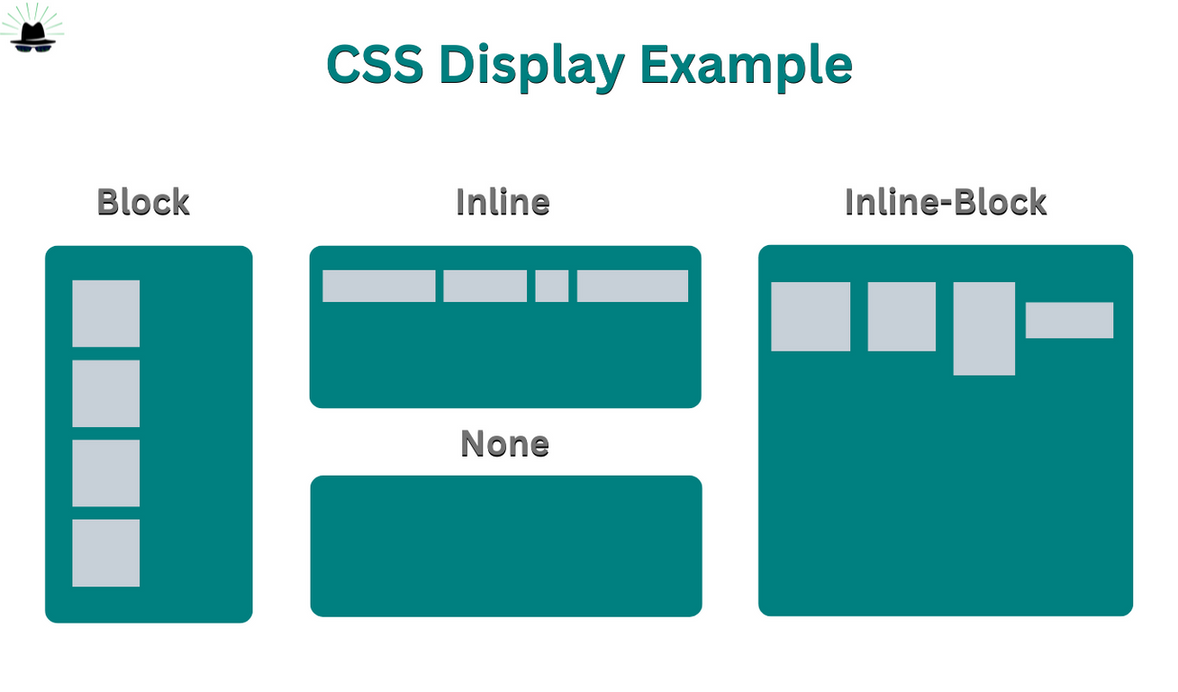 CSS Display Example
Block
Inline
Inline-Block
None